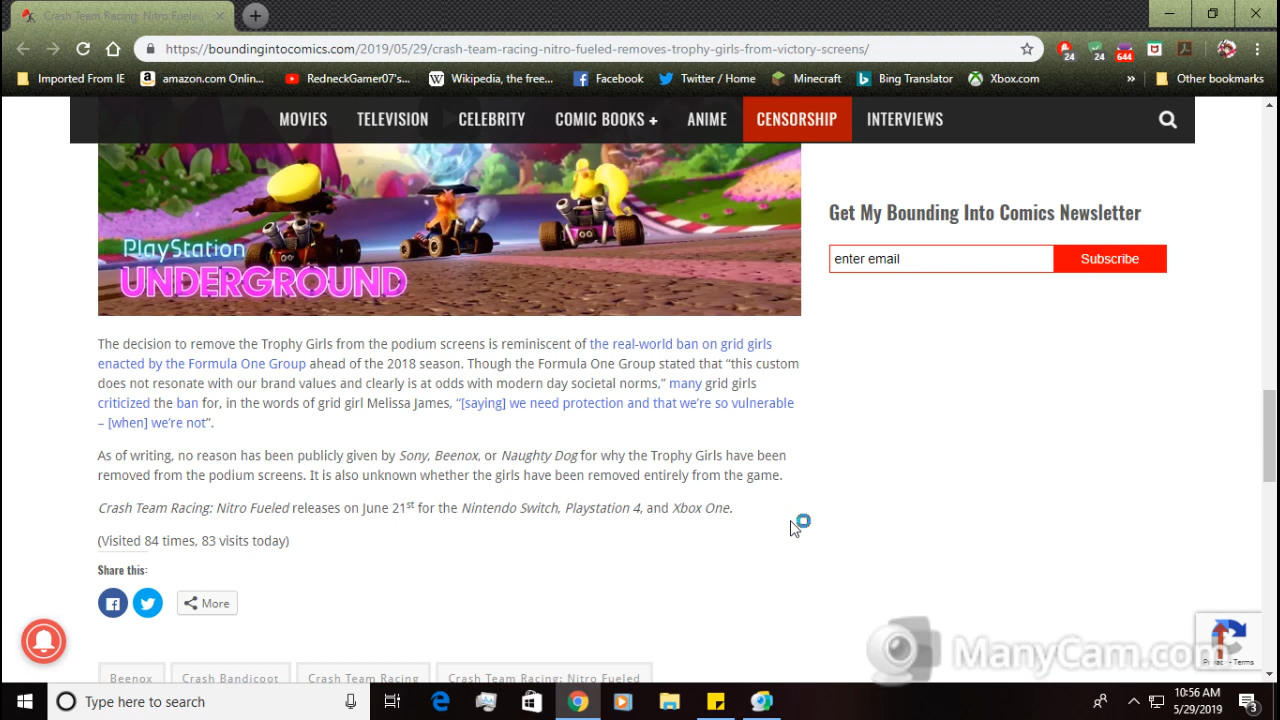 Crash Team Racing: Nitro Fueled
https://boundingintocomics.com/2019/05/29/crash-team-racing-nitro-fueled-removes-trophy-girls-from-victory-screens/
24
24
644
Imported From IE
amazon.com Onlin...
RedneckGamer07's...
Wikipedia, the free...
Facebook
Twitter / Home
Minecraft
Bing Translator
Xbox.com
»
Other bookmarks
MOVIES TELEVISION CELEBRITY COMIC BOOKS + ANIME CENSORSHIP INTERVIEWS
PlayStation
UNDERGROUND
Get My Bounding Into Comics Newsletter
enter email
Subscribe
The decision to remove the Trophy Girls from the podium screens is reminiscent of the real-world ban on grid girls
enacted by the Formula One Group ahead of the 2018 season. Though the Formula One Group stated that “this custom
does not resonate with our brand values and clearly is at odds with modern day societal norms,” many grid girls
criticized the ban for, in the words of grid girl Melissa James, “[saying] we need protection and that we’re so vulnerable
– [when] we’re not”.
As of writing, no reason has been publicly given by Sony, Beenox, or Naughty Dog for why the Trophy Girls have been
removed from the podium screens. It is also unknown whether the girls have been removed entirely from the game.
Crash Team Racing: Nitro Fueled releases on June 21st for the Nintendo Switch, Playstation 4, and Xbox One.
(Visited 84 times, 83 visits today)
Share this:
More
ManyCam.com
Privacy - Terms
Beenox
Crash Bandicoot
Crash Team Racing
Crash Team Racing: Nitro Fueled
Type here to search
10:56 AM
5/29/2019
3